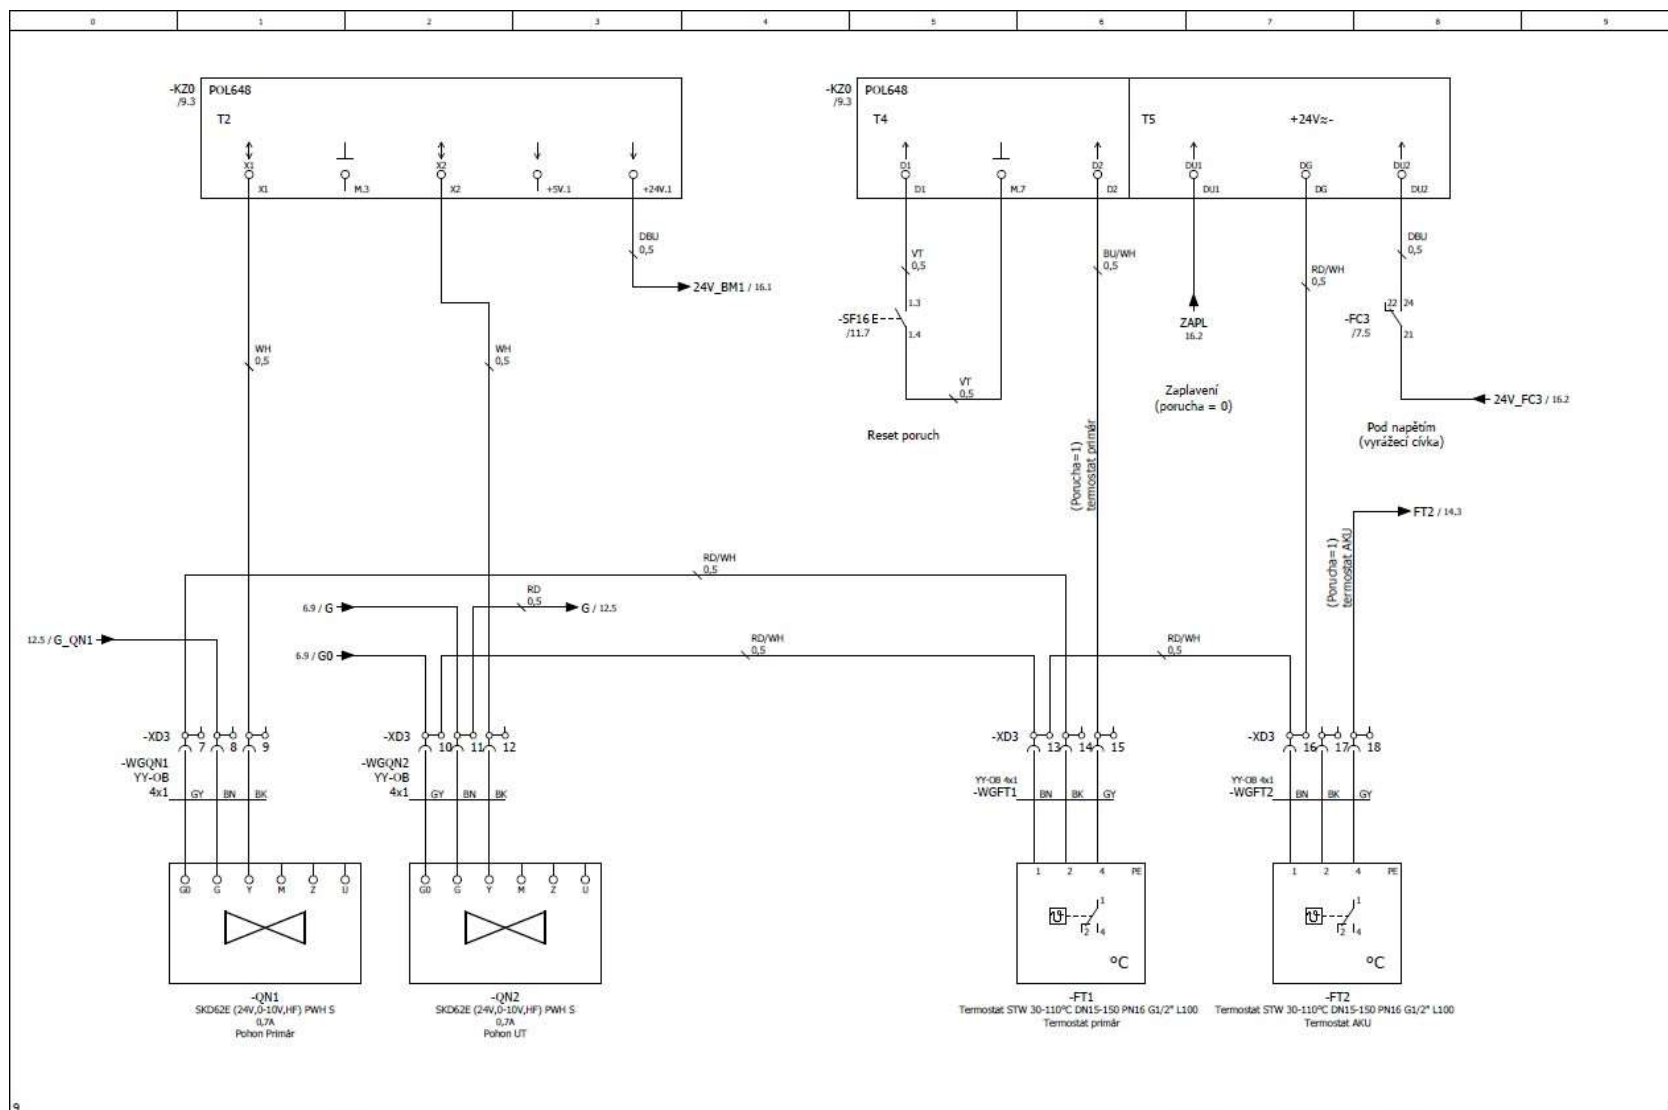 0 1 2 3 4 5 6 7 8 9
-KZ0 POL648
/9.3
T2
X1 X2
X1 M.3 X2 +5V.1 +24V.1
-KZ0 POL648
/9.3
T4 T5 +24V≂-
D1 D2 DU1 DG DU2
D1 M.7 D2 DU1 DG DU2
DBU
0,5
24V_BM1 / 16.1
VT
0,5
BU/WH
0,5
RD/WH
0,5
DBU
0,5
1.3
-SF16 E
/11.7
1.4
ZAPL
16.2
22 24
-FC3
/7.5
21
WH
0,5
WH
0,5
VT
0,5
Zaplavení
(porucha = 0)
24V_FC3 / 16.2
Reset poruch
Pod napětím
(vyrážecí cívka)
(Porucha=1)
termostat primár
FT2 / 14.3
(Porucha=1)
termostat AKU
RD/WH
0,5
RD
0,5
6.9 / G
G / 12.5
12.5 / G_QN1
6.9 / G0
RD/WH
0,5
RD/WH
0,5
-XD3 7 8 9
-XD3 10 11 12
-XD3 13 14 15
-XD3 16 17 18
-WGQN1
YY-OB
4x1 GY BN BK
-WGQN2
YY-OB
4x1 GY BN BK
YY-OB 4x1
-WGFT1 BN BK GY
YY-OB 4x1
-WGFT2 BN BK GY
G0 G Y M Z U
G0 G Y M Z U
1 2 4 PE
1 2 4 PE
ϑ 1
2 4
°C
ϑ 1
2 4
°C
-QN1
SKD62E (24V,0-10V,HF) PWH S
0,7A
Pohon Primár
-QN2
SKD62E (24V,0-10V,HF) PWH S
0,7A
Pohon UT
-FT1
Termostat STW 30-110°C DN15-150 PN16 G1/2" L100
Termostat primár
-FT2
Termostat STW 30-110°C DN15-150 PN16 G1/2" L100
Termostat AKU
9